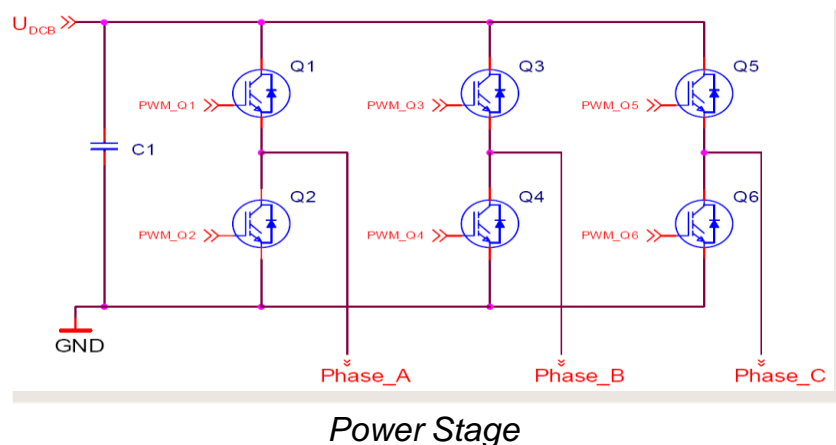 U_DCB
Q1
Q3
Q5
PWM_Q1
PWM_Q3
PWM_Q5
C1
Q2
Q4
Q6
PWM_Q2
PWM_Q4
PWM_Q6
GND
Phase_A
Phase_B
Phase_C
Power Stage